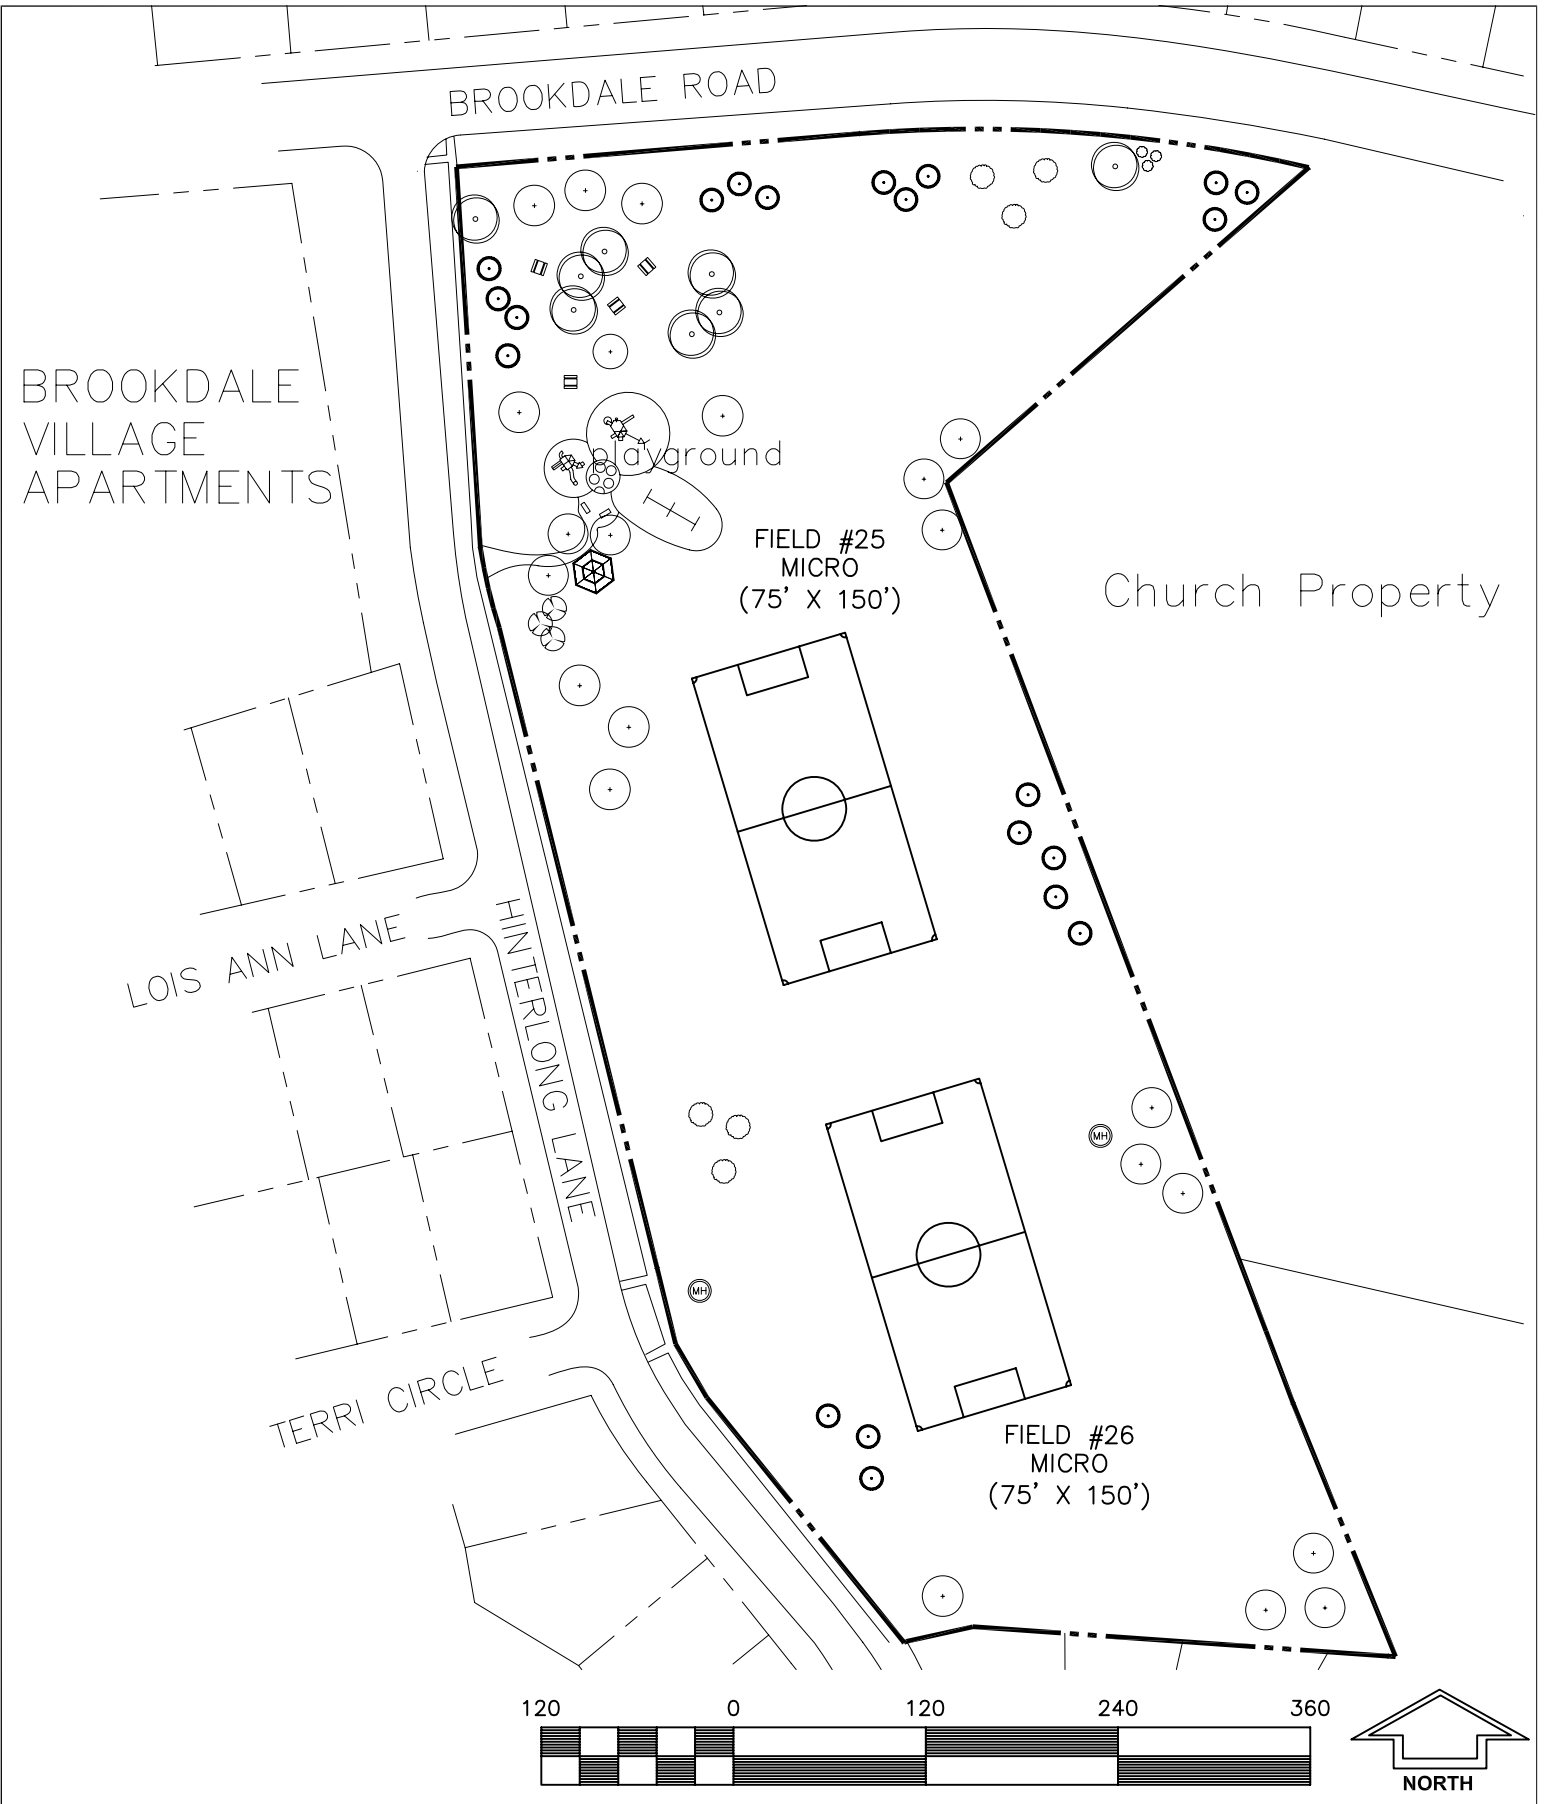 BROOKDALE ROAD
BROOKDALE
VILLAGE
APARTMENTS
playground
FIELD #25
MICRO
(75' X 150')
Church Property
LOIS ANN LANE
HINTERLONG LANE
MH
MH
TERRI CIRCLE
FIELD #26
MICRO
(75' X 150')
120 0 120 240 360
NORTH